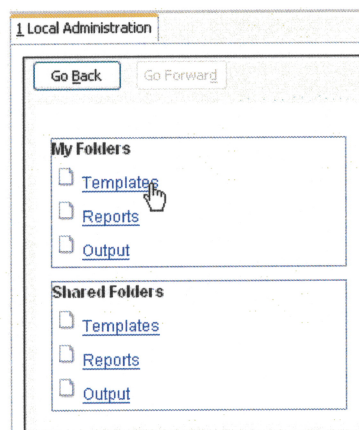 1 Local Administration
Go Back
Go Forward
My Folders
Templates
Reports
Output
Shared Folders
Templates
Reports
Output